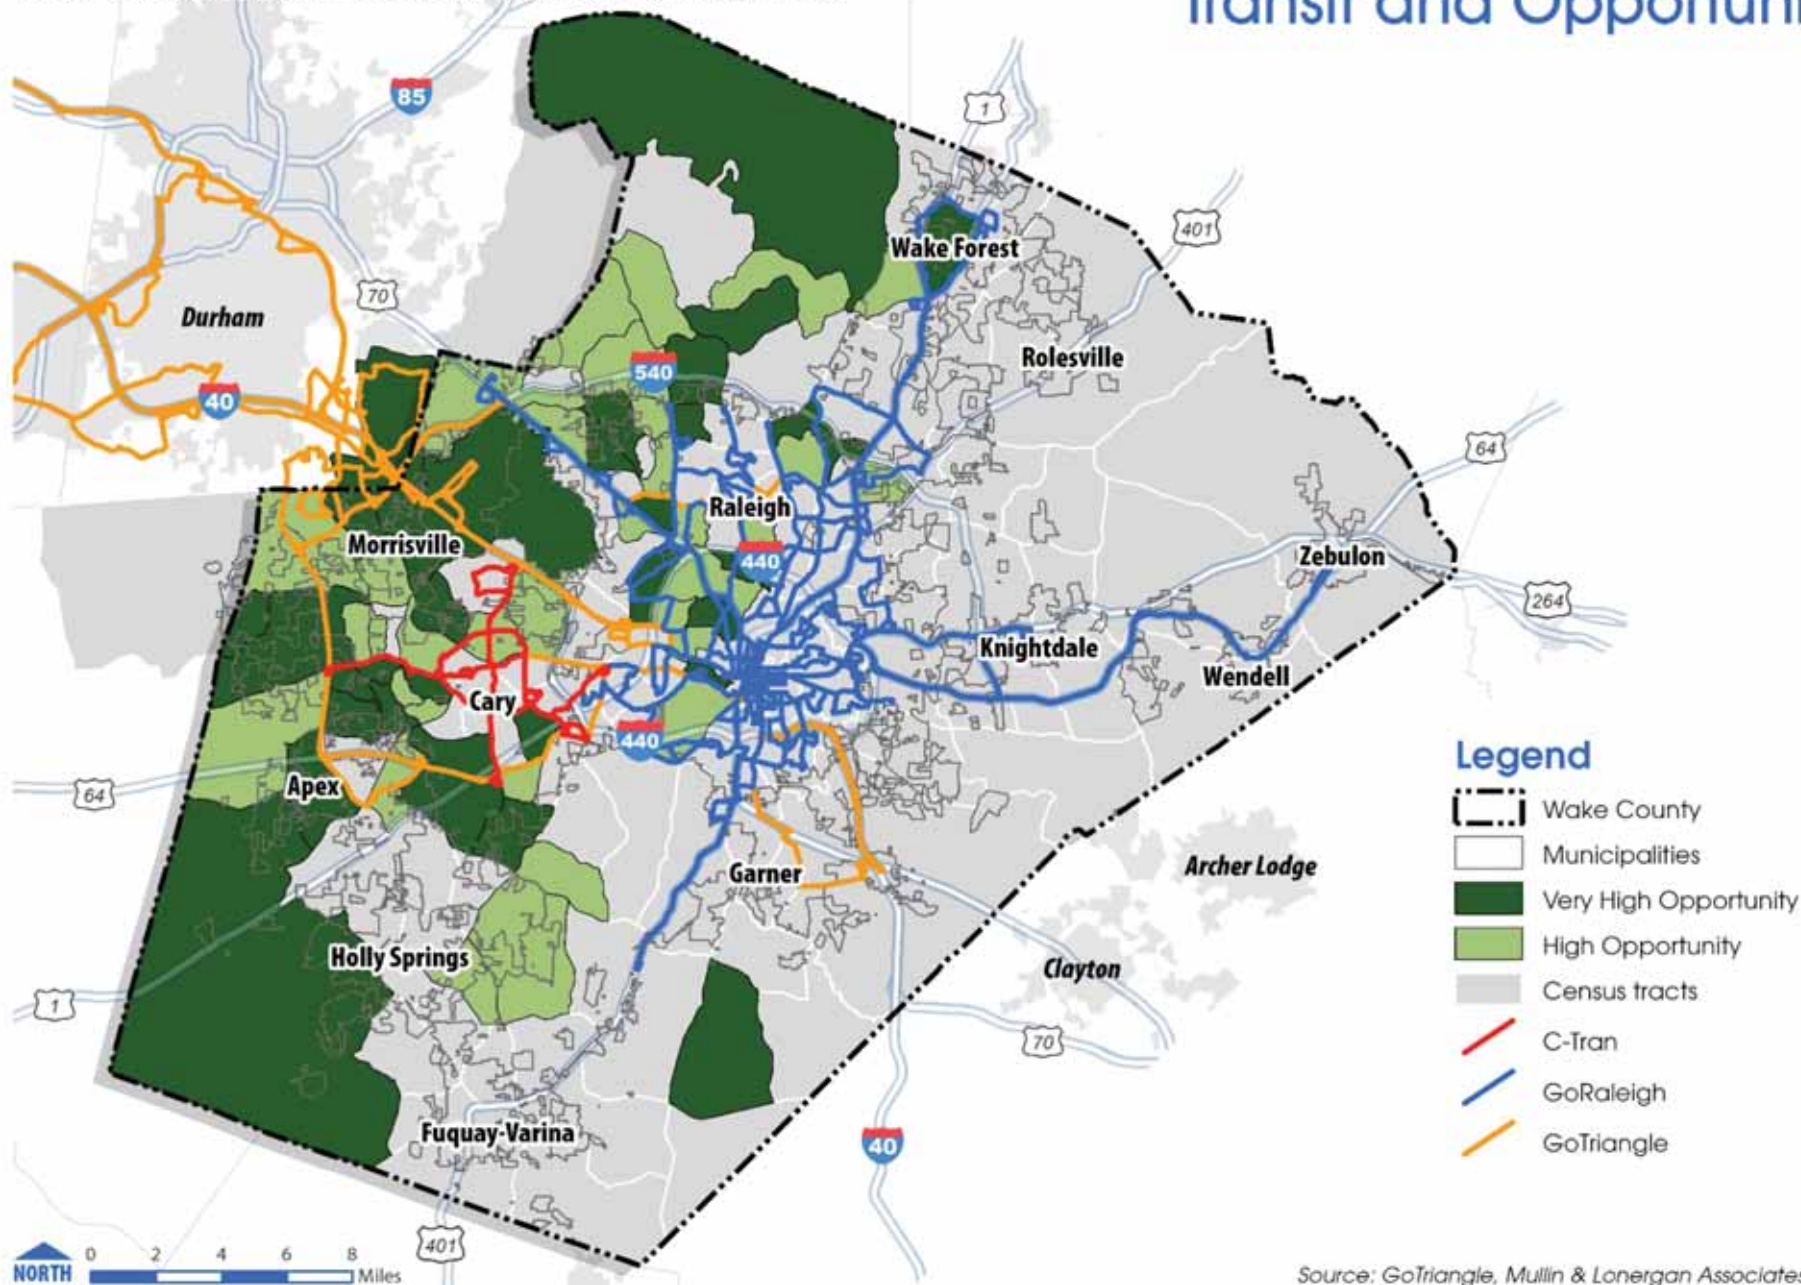 Transit and
85
1
401
Wake Forest
70
Durham
Rolesville
540
40
64
Raleigh
Morrisville
440
Zebulon
264
Knightdale
Wendell
Cary
440
Legend
Wake County
Municipalities
Very High Opportunity
High Opportunity
Census tracts
C-Tran
GoRaleigh
GoTriangle
64
Apex
Garner
Archer Lodge
Holly Springs
Clayton
1
70
Fuquay-Varina
40
401
NORTH
0 2 4 6 8
Miles
Source: GoTriangle, Mullin & Lonergan Associates